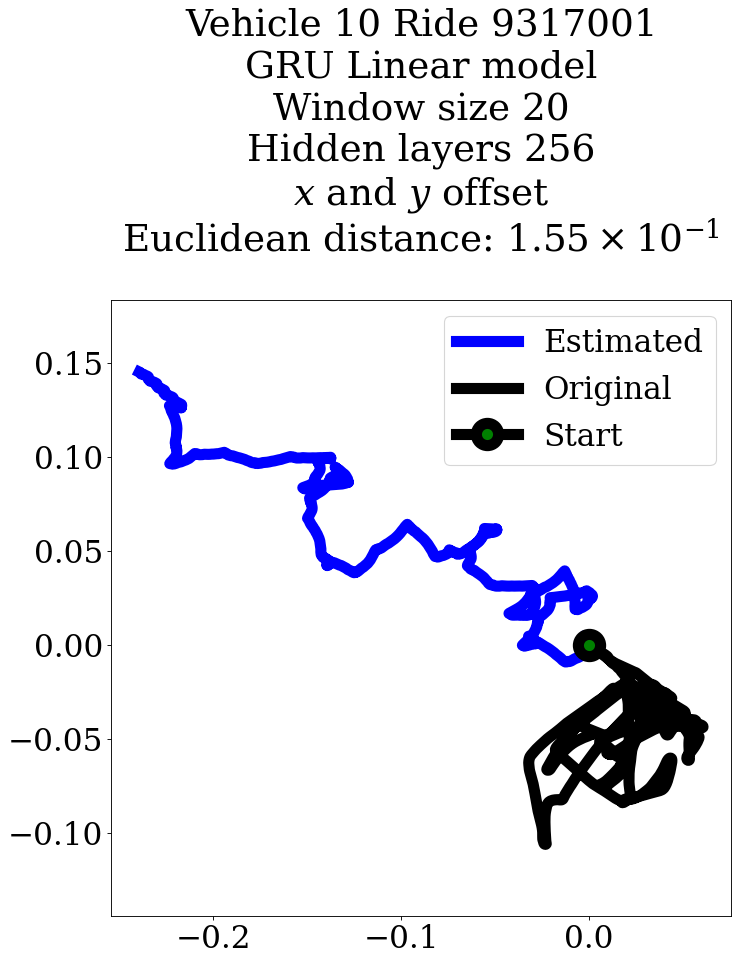 Vehicle 10 Ride 9317001
GRU Linear model
Window size 20
Hidden layers 256
x and y offset
Euclidean distance: 1.55 × 10⁻¹
Estimated
Original
Start
0.15
0.10
0.05
0.00
−0.05
−0.10
−0.2
−0.1
0.0